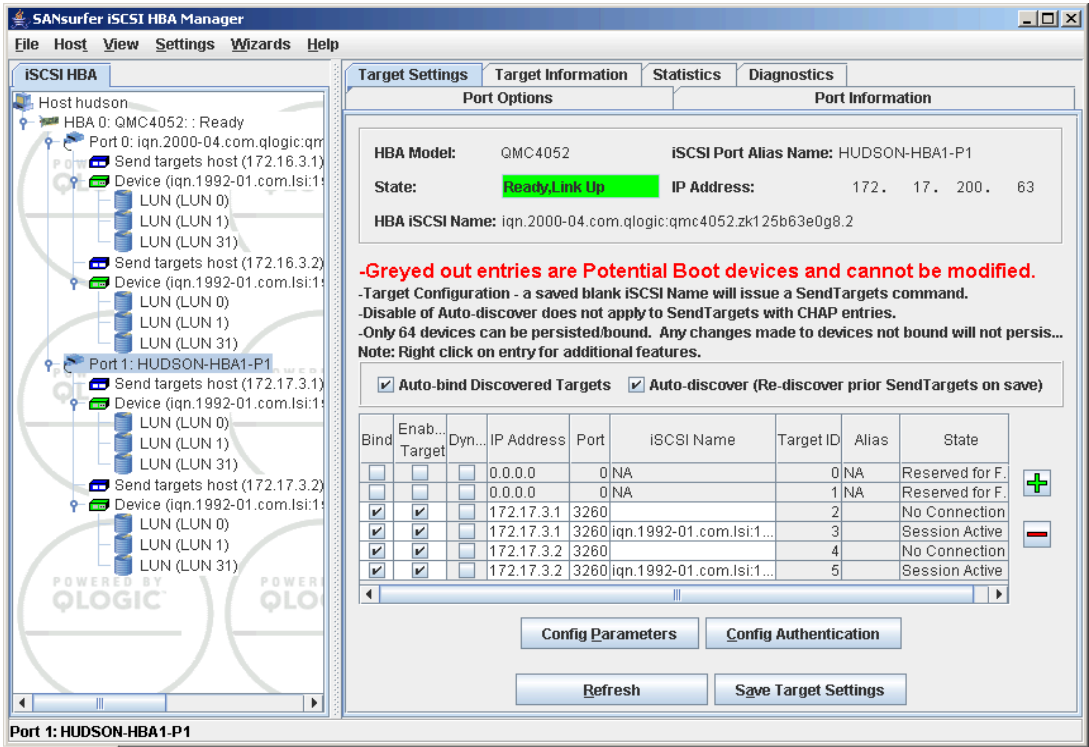 SANsurfer iSCSI HBA Manager
File Host View Settings Wizards Help
iSCSI HBA
Host hudson
HBA 0: QMC4052: : Ready
Port 0: iqn.2000-04.com.qlogic:qm
Send targets host (172.16.3.1)
Device (iqn.1992-01.com.lsi:1
LUN (LUN 0)
LUN (LUN 1)
LUN (LUN 31)
Send targets host (172.16.3.2)
Device (iqn.1992-01.com.lsi:1
LUN (LUN 0)
LUN (LUN 1)
LUN (LUN 31)
Port 1: HUDSON-HBA1-P1
Send targets host (172.17.3.1)
Device (iqn.1992-01.com.lsi:1
LUN (LUN 0)
LUN (LUN 1)
LUN (LUN 31)
Send targets host (172.17.3.2)
Device (iqn.1992-01.com.lsi:1
LUN (LUN 0)
LUN (LUN 1)
LUN (LUN 31)
POWERED BY
QLOGIC
Target Settings Target Information Statistics Diagnostics
Port Options Port Information
HBA Model: QMC4052 iSCSI Port Alias Name: HUDSON-HBA1-P1
State: Ready,Link Up IP Address: 172. 17. 200. 63
HBA iSCSI Name: iqn.2000-04.com.qlogic:qmc4052.zk125b63e0g8.2
-Greyed out entries are Potential Boot devices and cannot be modified.
-Target Configuration - a saved blank iSCSI Name will issue a SendTargets command.
-Disable of Auto-discover does not apply to SendTargets with CHAP entries.
-Only 64 devices can be persisted/bound. Any changes made to devices not bound will not persis...
Note: Right click on entry for additional features.
Auto-bind Discovered Targets Auto-discover (Re-discover prior SendTargets on save)
Bind Enab... Target Dyn... IP Address Port iSCSI Name Target ID Alias State
0.0.0.0 0 NA 0 NA Reserved for F.
0.0.0.0 0 NA 1 NA Reserved for F.
172.17.3.1 3260 2 No Connection
172.17.3.1 3260 iqn.1992-01.com.lsi:1... 3 Session Active
172.17.3.2 3260 4 No Connection
172.17.3.2 3260 iqn.1992-01.com.lsi:1... 5 Session Active
Config Parameters Config Authentication
Refresh Save Target Settings
Port 1: HUDSON-HBA1-P1